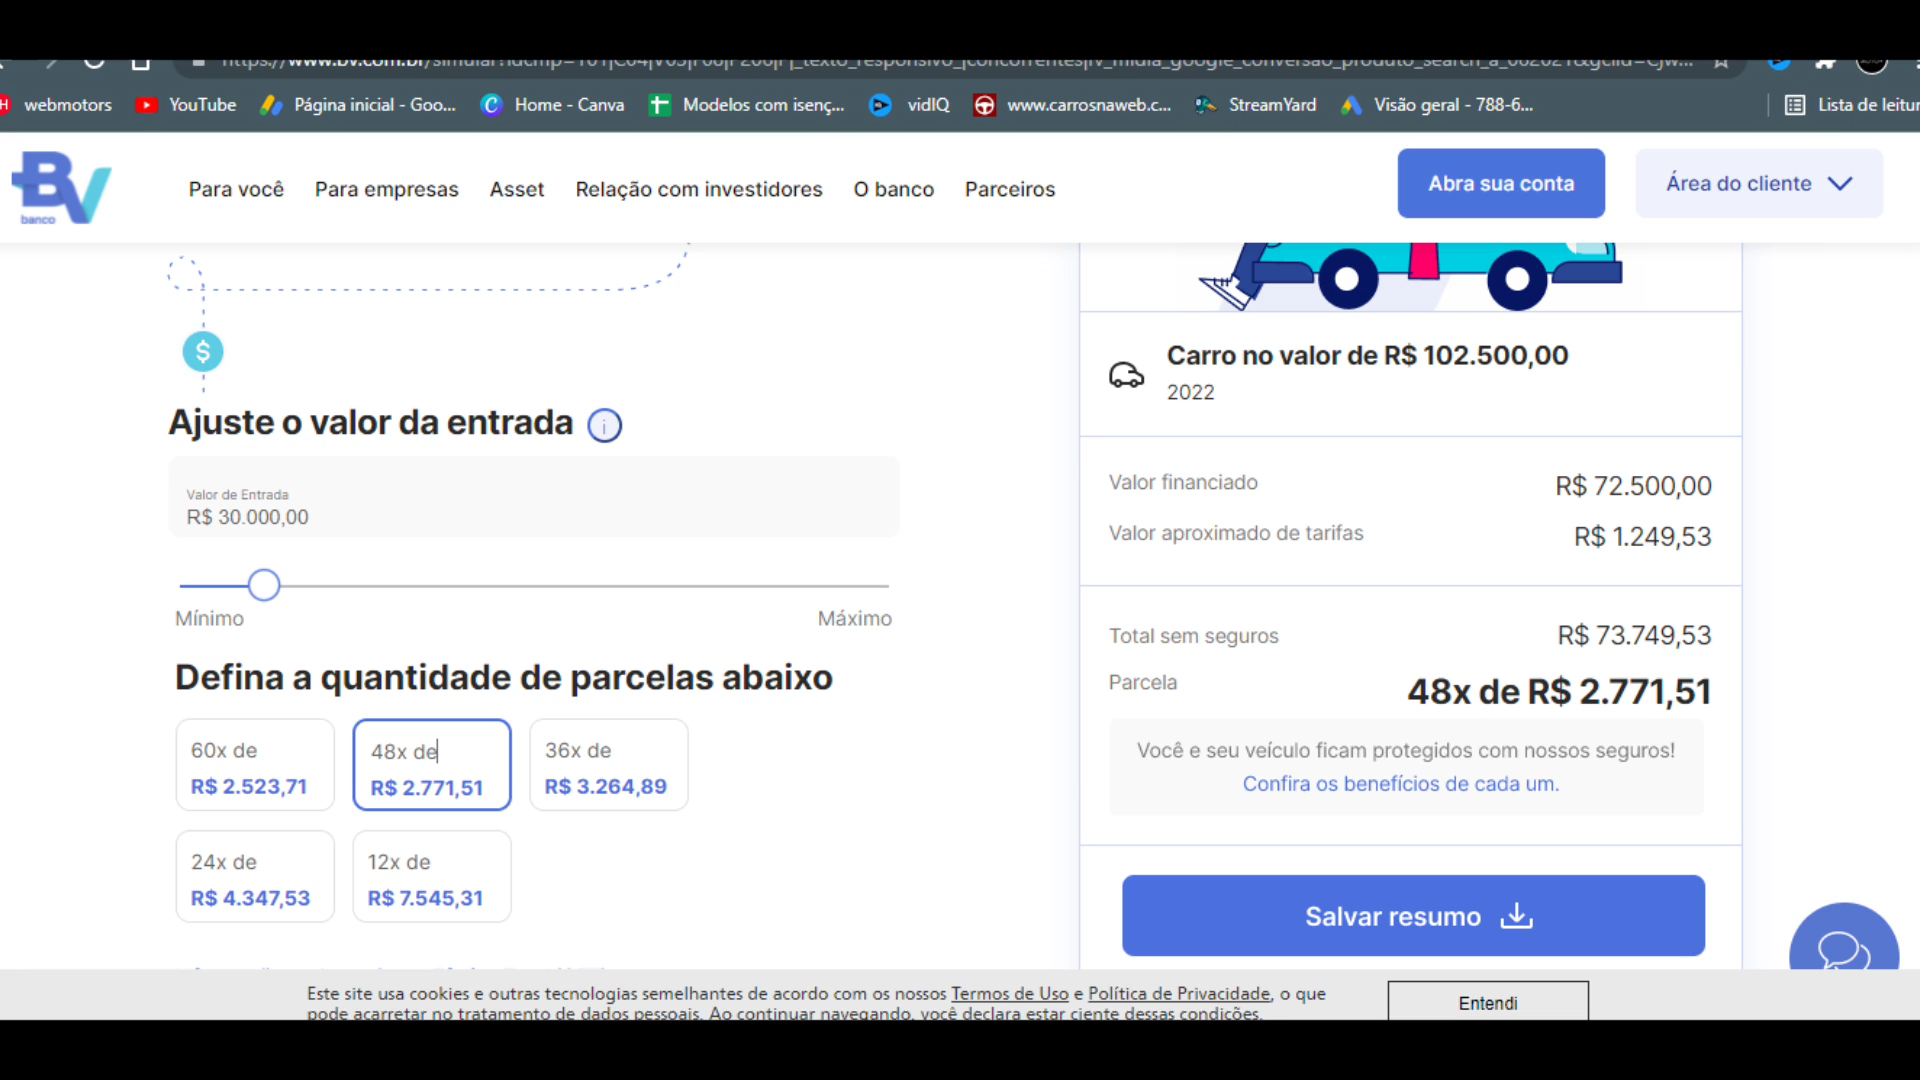 https://www.bv.com.br/simular
webmotors
YouTube
Página inicial - Goo...
Home - Canva
Modelos com isenç...
vidIQ
www.carrosnaweb.c...
StreamYard
Visão geral - 788-6...
Lista de leitur
BV
banco
Para você
Para empresas
Asset
Relação com investidores
O banco
Parceiros
Abra sua conta
Área do cliente
$
Ajuste o valor da entrada i
Valor de Entrada
R$ 30.000,00
Mínimo
Máximo
Defina a quantidade de parcelas abaixo
60x de
R$ 2.523,71
48x de
R$ 2.771,51
36x de
R$ 3.264,89
24x de
R$ 4.347,53
12x de
R$ 7.545,31
Carro no valor de R$ 102.500,00
2022
Valor financiado
R$ 72.500,00
Valor aproximado de tarifas
R$ 1.249,53
Total sem seguros
R$ 73.749,53
Parcela
48x de R$ 2.771,51
Você e seu veículo ficam protegidos com nossos seguros!
Confira os benefícios de cada um.
Salvar resumo
Este site usa cookies e outras tecnologias semelhantes de acordo com os nossos Termos de Uso e Política de Privacidade, o que
pode acarretar no tratamento de dados pessoais. Ao continuar navegando, você declara estar ciente dessas condições.
Entendi